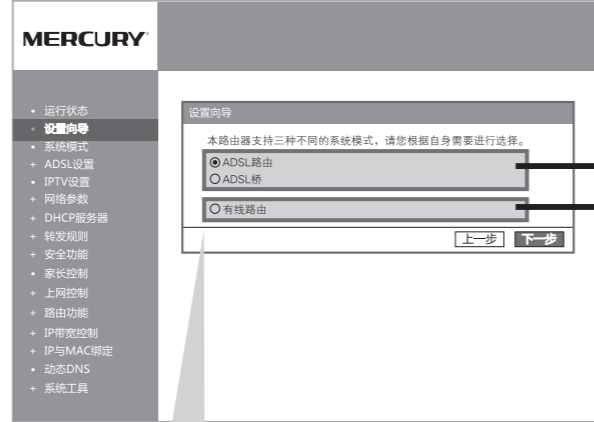 MERCURY
• 运行状态
• 设置向导
• 系统模式
+ ADSL设置
• IPTV设置
+ 网络参数
+ DHCP服务器
+ 转发规则
+ 安全功能
• 家长控制
+ 上网控制
+ 路由功能
+ IP带宽控制
+ IP与MAC绑定
• 动态DNS
+ 系统工具
设置向导
本路由器支持三种不同的系统模式，请您根据自身需要进行选择。
ADSL路由
ADSL桥
有线路由
上一步 下一步